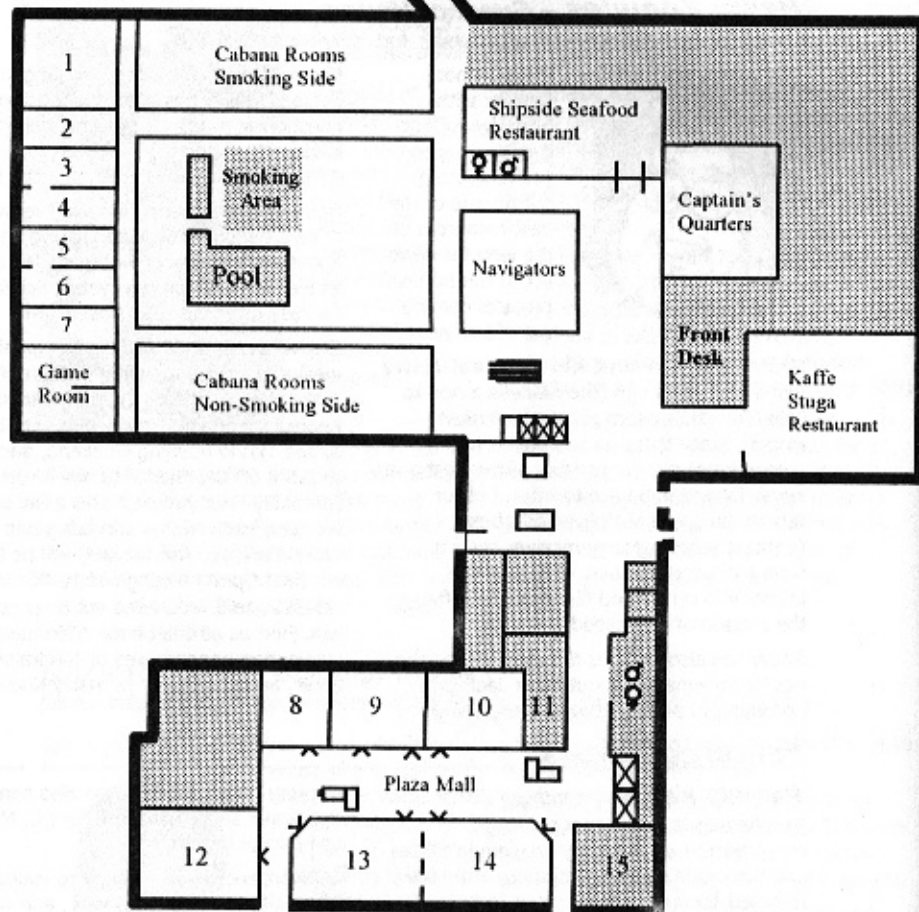 1
2
3
4
5
6
7
Game
Room
Cabana Rooms
Smoking Side
Smoking
Area
Pool
Cabana Rooms
Non-Smoking Side
Shipside Seafood
Restaurant
Captain's
Quarters
Navigators
Front
Desk
Kaffe
Stuga
Restaurant
8
9
10
11
Plaza Mall
12
13
14
15